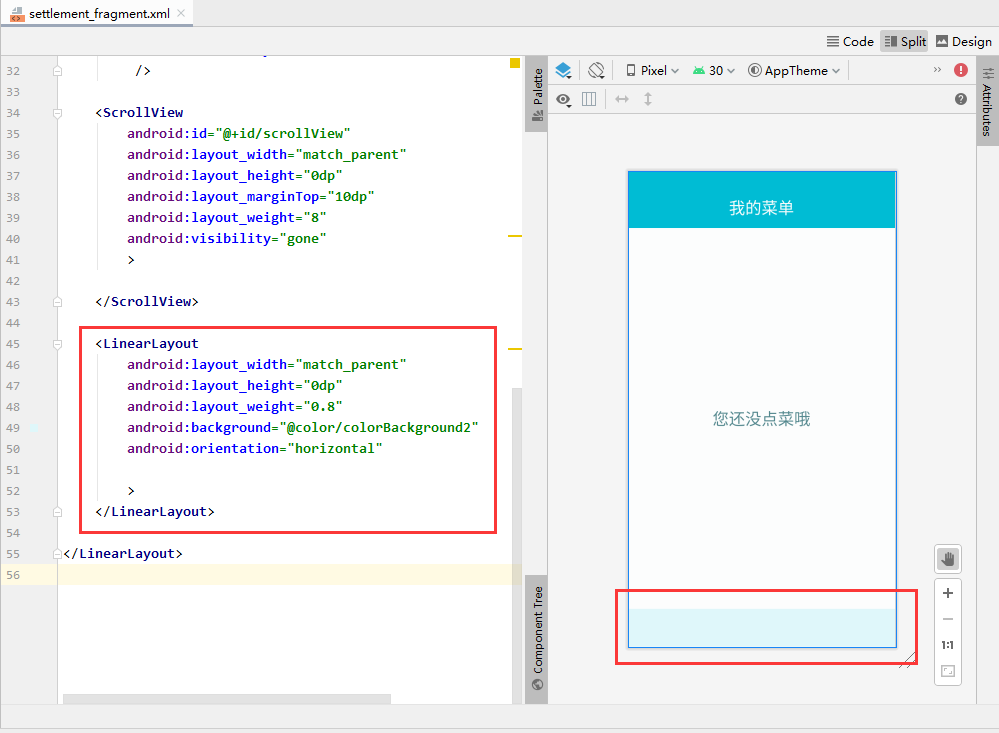 settlement_fragment.xml
Code Split Design
32 />
33
34 <ScrollView
35 android:id="@+id/scrollView"
36 android:layout_width="match_parent"
37 android:layout_height="0dp"
38 android:layout_marginTop="10dp"
39 android:layout_weight="8"
40 android:visibility="gone"
41 >
42
43 </ScrollView>
44
45 <LinearLayout
46 android:layout_width="match_parent"
47 android:layout_height="0dp"
48 android:layout_weight="0.8"
49 android:background="@color/colorBackground2"
50 android:orientation="horizontal"
51
52 >
53 </LinearLayout>
54
55 </LinearLayout>
56
Palette
Component Tree
Pixel 30 AppTheme »
我的菜单
您还没点菜哦
1:1
Attributes